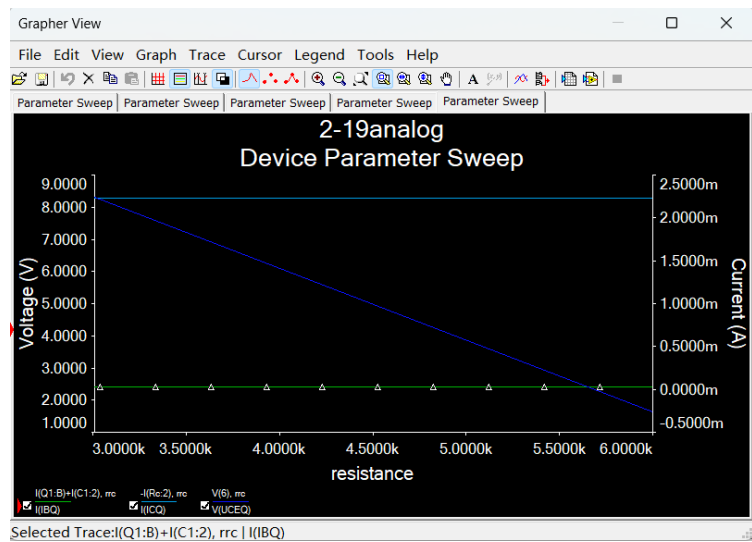 Grapher View
File Edit View Graph Trace Cursor Legend Tools Help
Parameter Sweep Parameter Sweep Parameter Sweep Parameter Sweep Parameter Sweep
2-19analog
Device Parameter Sweep
9.0000
8.0000
7.0000
6.0000
5.0000
4.0000
3.0000
2.0000
1.0000
Voltage (V)
2.5000m
2.0000m
1.5000m
1.0000m
0.5000m
0.0000m
-0.5000m
Current (A)
3.0000k 3.5000k 4.0000k 4.5000k 5.0000k 5.5000k 6.0000k
resistance
I(Q1:B)+I(C1:2), rrc -I(Rc:2), rrc V(6), rrc
I(IBQ) I(ICQ) V(UCEQ)
Selected Trace:I(Q1:B)+I(C1:2), rrc | I(IBQ)